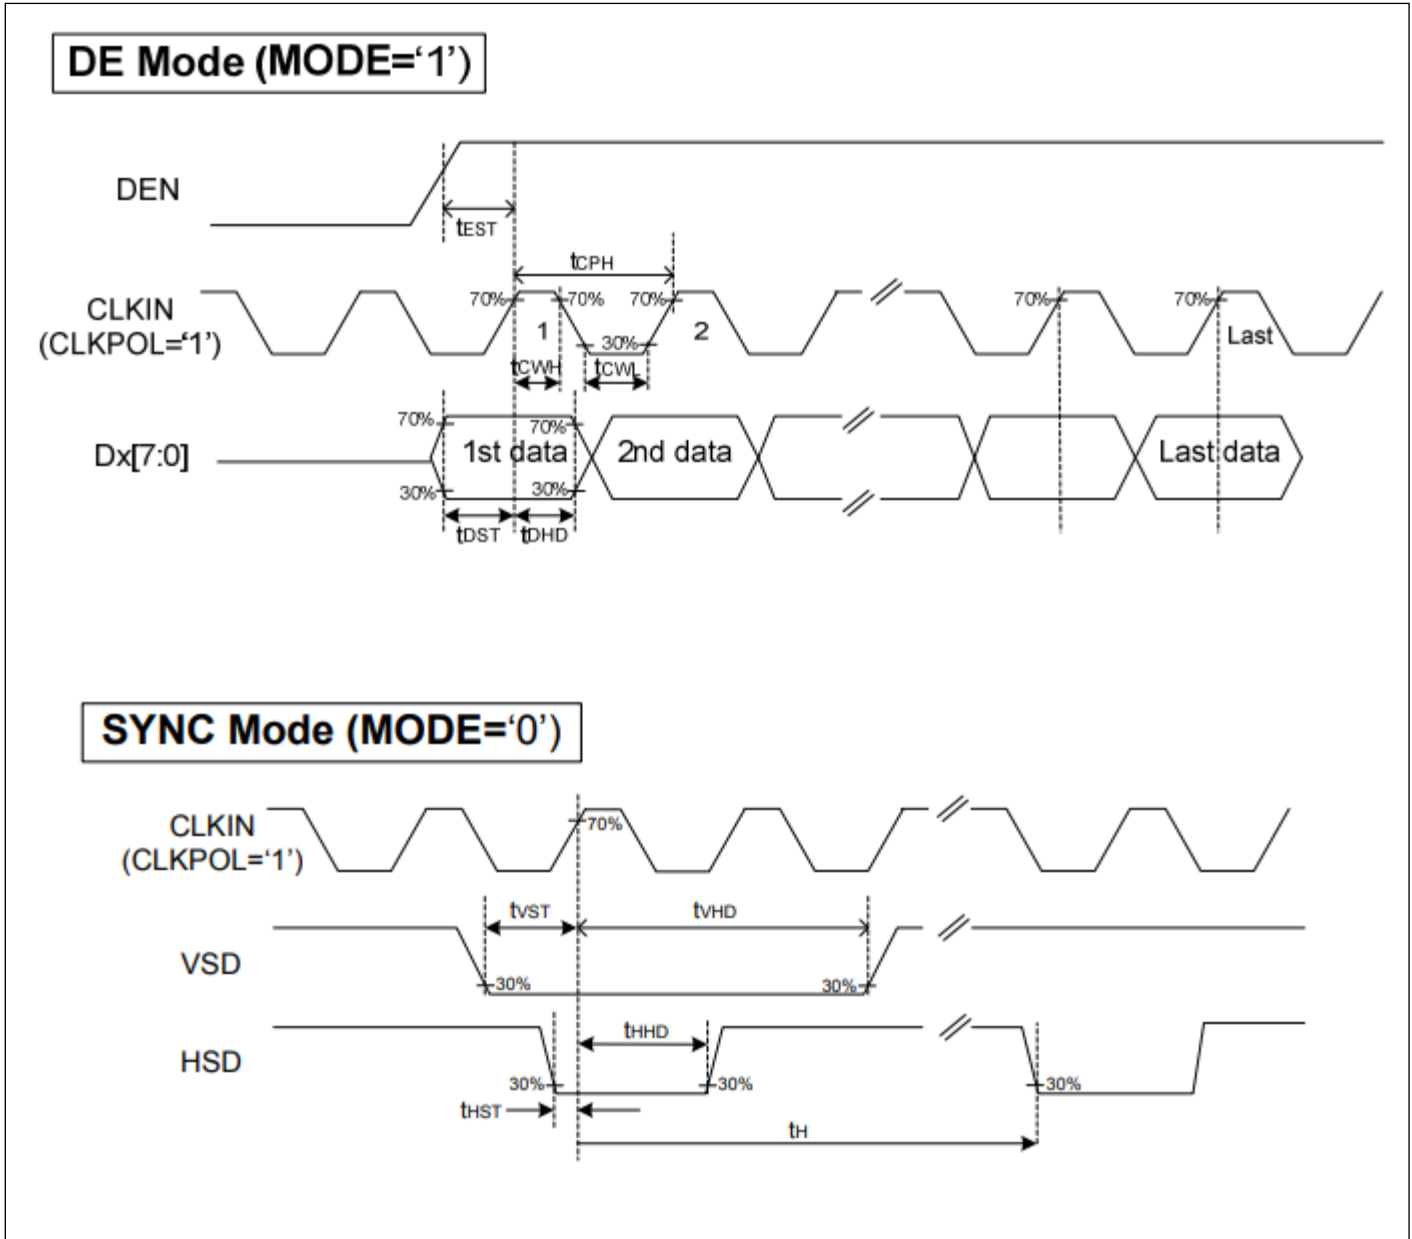 DE Mode (MODE=‘1’)
DEN
tEST
tCPH
CLKIN
(CLKPOL=‘1’)
70% 70% 70% 70% 70%
1 2 Last
30%
tCWH tCWL
Dx[7:0]
70% 70%
1st data 2nd data Last data
30% 30%
tDST tDHD
SYNC Mode (MODE=‘0’)
CLKIN
(CLKPOL=‘1’)
70%
tVST tVHD
VSD
30% 30%
HSD
tHHD
30% 30% 30%
tHST
tH